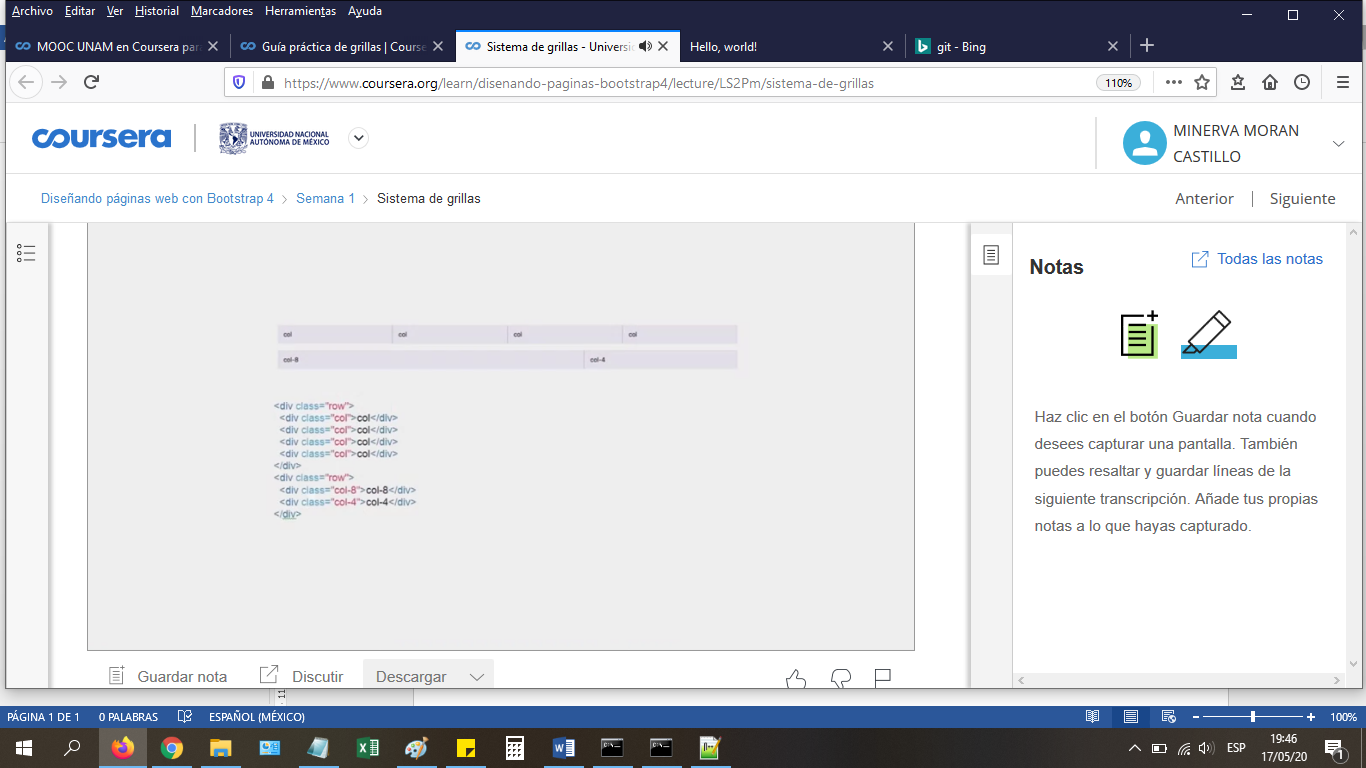 Archivo Editar Ver Historial Marcadores Herramientas Ayuda
MOOC UNAM en Coursera par
Guía práctica de grillas | Course
Sistema de grillas - Universid
Hello, world!
git - Bing
https://www.coursera.org/learn/disenando-paginas-bootstrap4/lecture/LS2Pm/sistema-de-grillas
110%
coursera
UNIVERSIDAD NACIONAL
AUTÓNOMA DE MÉXICO
MINERVA MORAN
CASTILLO
Diseñando páginas web con Bootstrap 4 > Semana 1 > Sistema de grillas
Anterior | Siguiente
col col col col
col-8 col-4
<div class="row">
<div class="col">col</div>
<div class="col">col</div>
<div class="col">col</div>
<div class="col">col</div>
</div>
<div class="row">
<div class="col-8">col-8</div>
<div class="col-4">col-4</div>
</div>
Notas
Todas las notas
Haz clic en el botón Guardar nota cuando
desees capturar una pantalla. También
puedes resaltar y guardar líneas de la
siguiente transcripción. Añade tus propias
notas a lo que hayas capturado.
Guardar nota Discutir Descargar
11
PÁGINA 1 DE 1 0 PALABRAS ESPAÑOL (MÉXICO)
100%
ESP
19:46
17/05/20
1